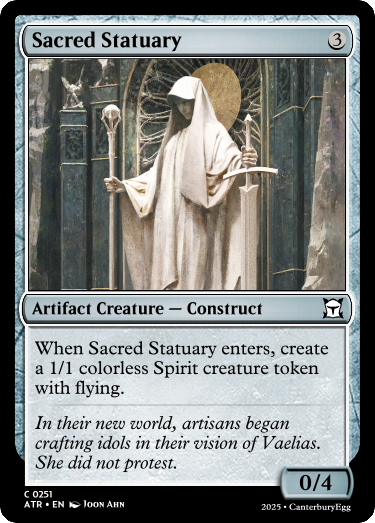 Sacred Statuary
3
Artifact Creature — Construct
When Sacred Statuary enters, create
a 1/1 colorless Spirit creature token
with flying.
In their new world, artisans began
crafting idols in their vision of Vaelias.
She did not protest.
0/4
C 0251
ATR • EN Joon Ahn
2025 • CanterburyEgg